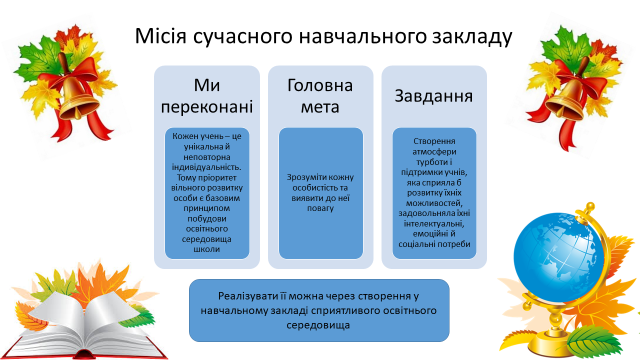 Місія сучасного навчального закладу
Ми
переконані
Кожен учень – це
унікальна й
неповторна
індивідуальність.
Тому пріоритет
вільного розвитку
особи є базовим
принципом
побудови
освітнього
середовища
школи
Головна
мета
Зрозуміти кожну
особистість та
виявити до неї
повагу
Завдання
Створення
атмосфери
турботи і
підтримки учнів,
яка сприяла б
розвитку їхніх
можливостей,
задовольняла їхні
інтелектуальні,
емоційні й
соціальні потреби
Реалізувати її можна через створення у
навчальному закладі сприятливого освітнього
середовища